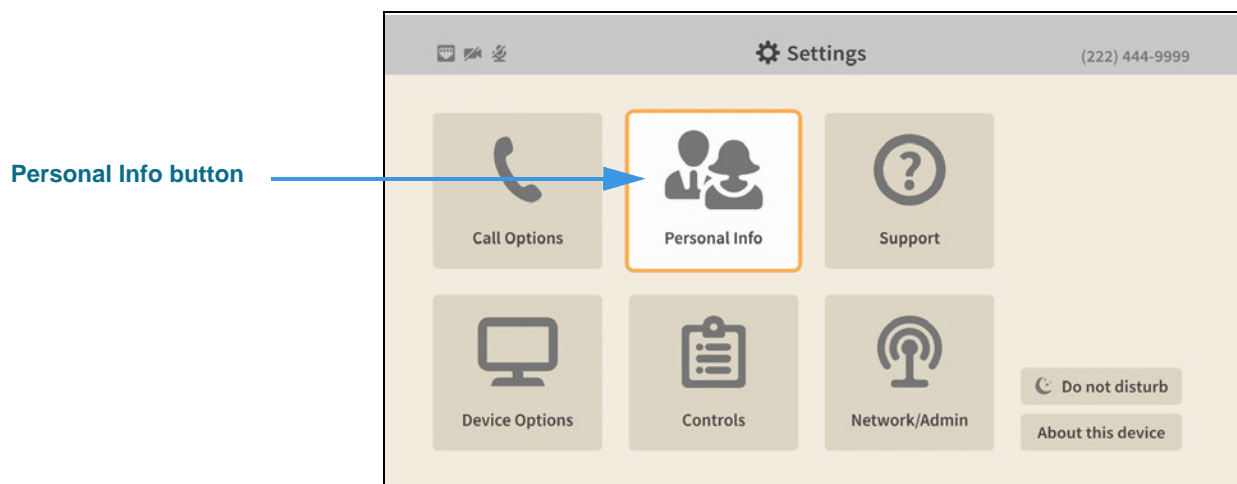 Settings
(222) 444-9999
Personal Info button
Call Options
Personal Info
Support
Device Options
Controls
Network/Admin
Do not disturb
About this device